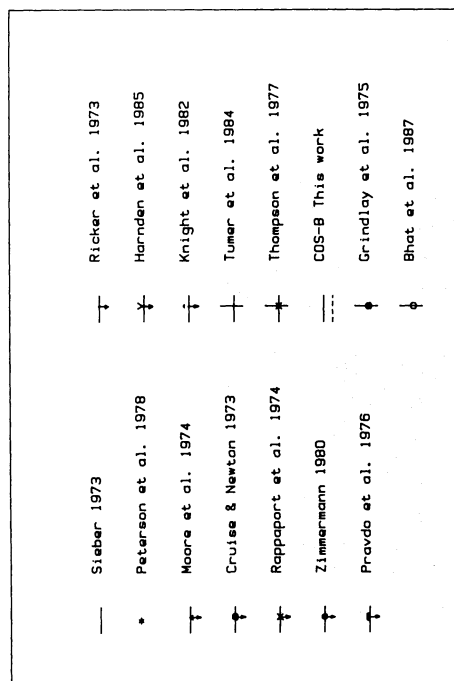 Sieber 1973
Peterson et al. 1978
Moore et al. 1974
Cruise & Newton 1973
Rappaport et al. 1974
Zimmermann 1980
Pravdo et al. 1976
Ricker et al. 1973
Harnden et al. 1985
Knight et al. 1982
Tumer et al. 1984
Thompson et al. 1977
COS-B This work
Grindlay et al. 1975
Bhat et al. 1987